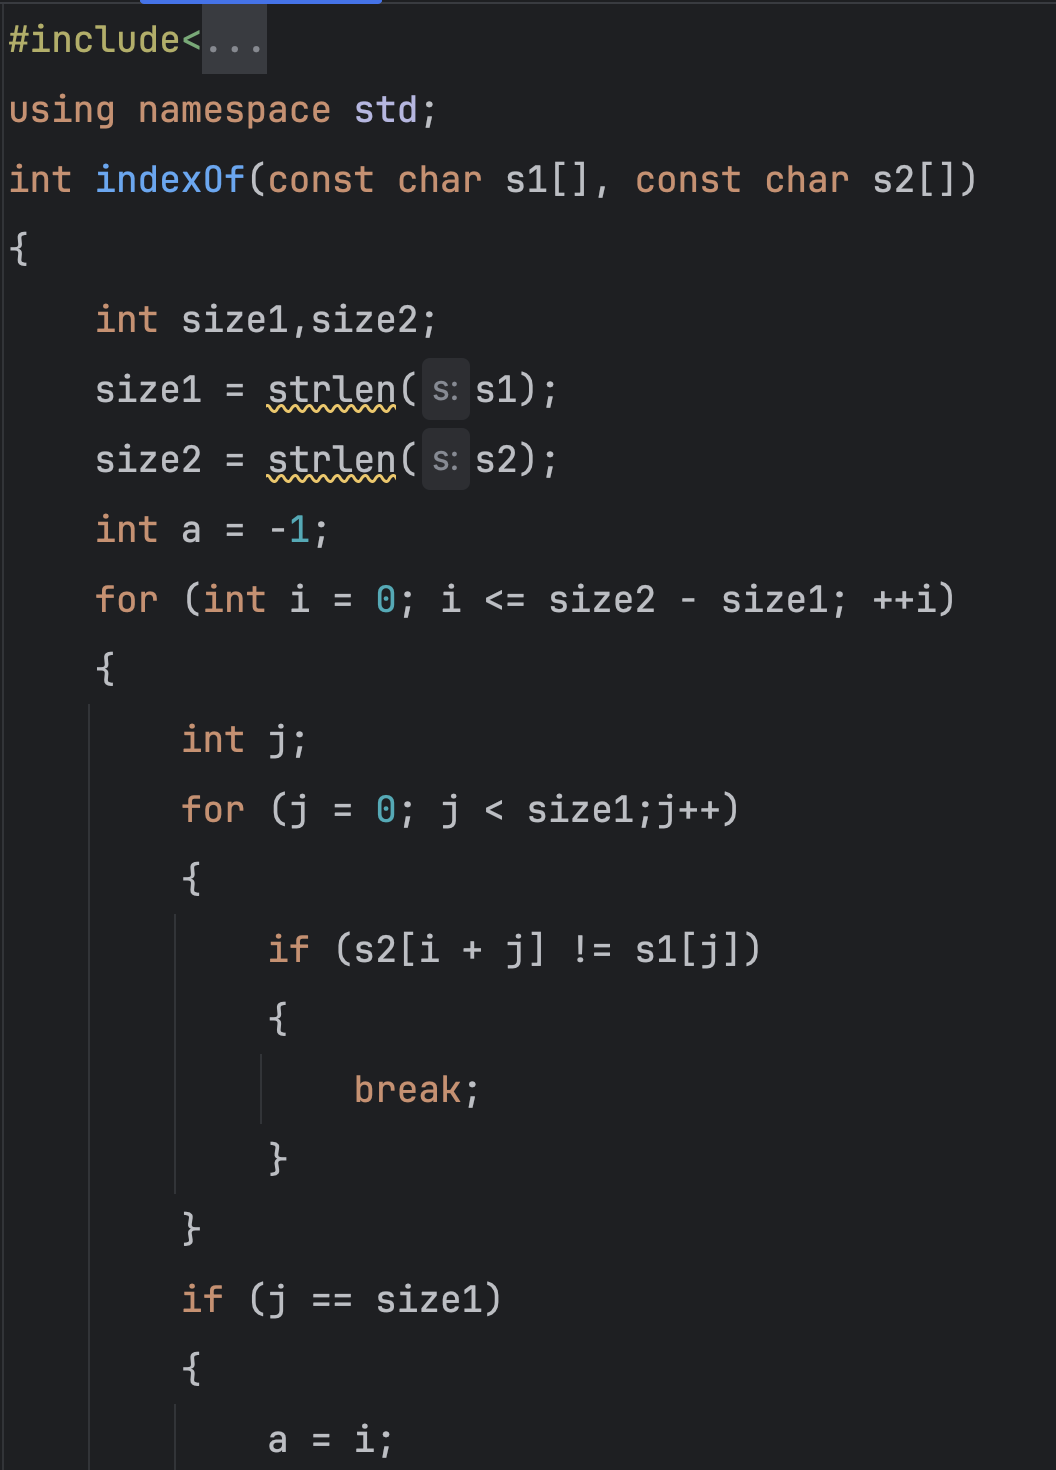 #include<...
using namespace std;
int indexOf(const char s1[], const char s2[])
{
    int size1,size2;
    size1 = strlen( s: s1);
    size2 = strlen( s: s2);
    int a = -1;
    for (int i = 0; i <= size2 - size1; ++i)
    {
        int j;
        for (j = 0; j < size1;j++)
        {
            if (s2[i + j] != s1[j])
            {
                break;
            }
        }
        if (j == size1)
        {
            a = i;